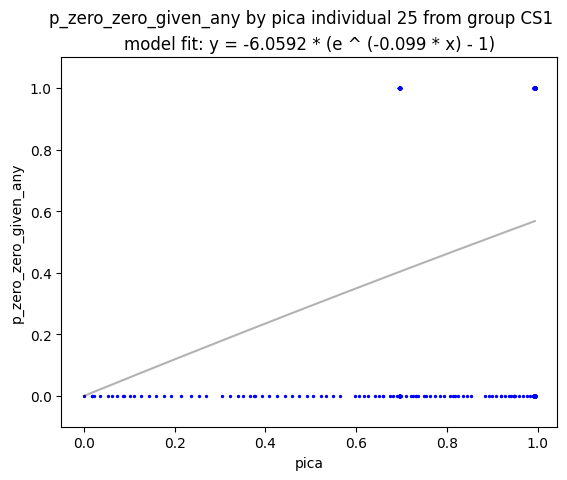 p_zero_zero_given_any by pica individual 25 from group CS1
model fit: y = -6.0592 * (e ^ (-0.099 * x) - 1)
1.0
0.8
0.6
0.4
0.2
0.0
p_zero_zero_given_any
0.0 0.2 0.4 0.6 0.8 1.0
pica